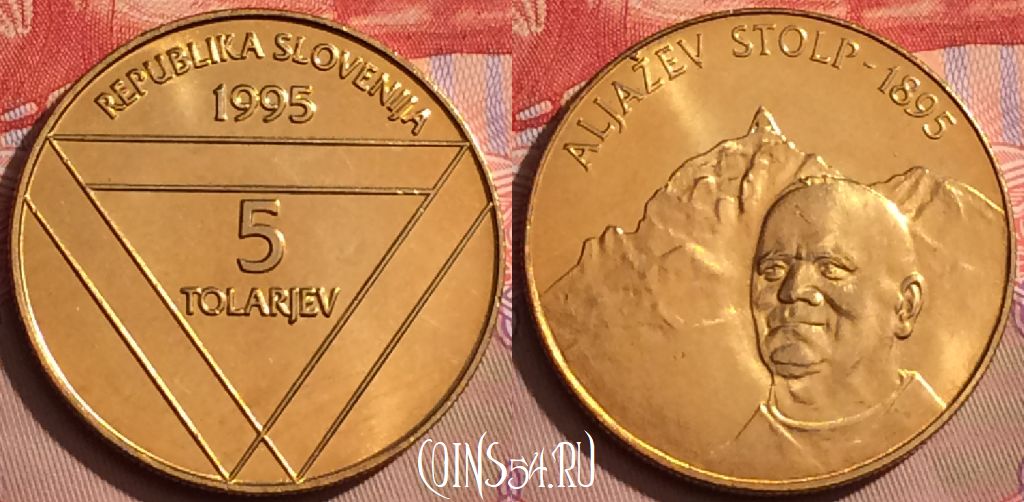 REPUBLIKA SLOVENIJA
1995
5
TOLARJEV
ALJAŽEV STOLP - 1895
COINS54.RU